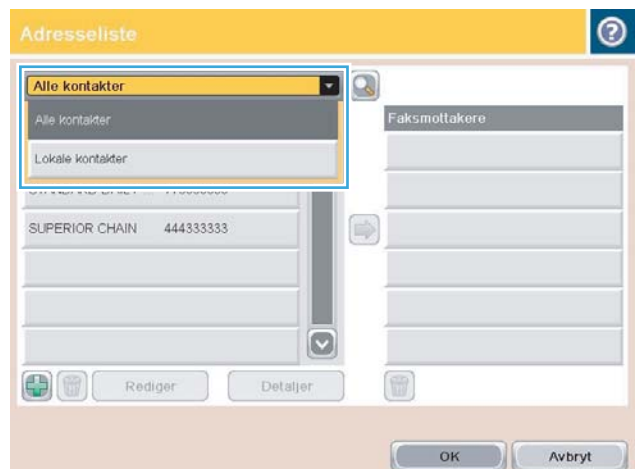 Adresseliste
Alle kontakter
Alle kontakter
Lokale kontakter
Faksmottakere
SUPERIOR CHAIN 444333333
Rediger
Detaljer
OK
Avbryt